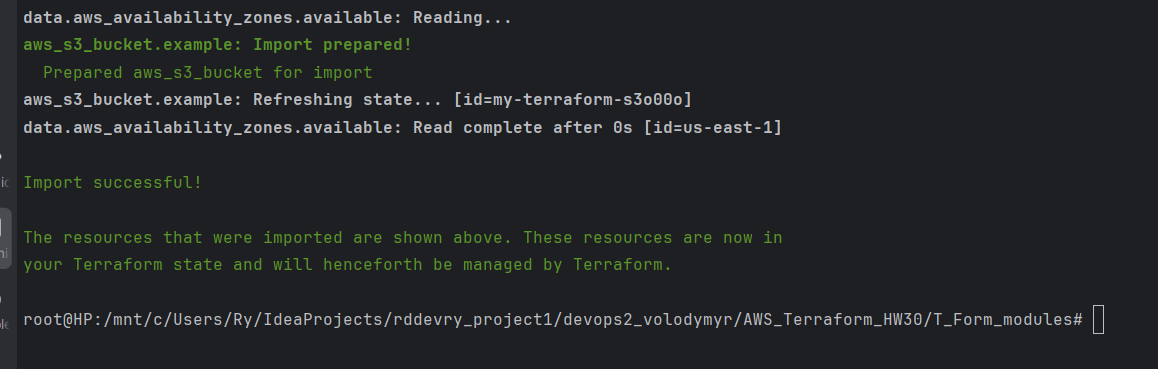 data.aws_availability_zones.available: Reading...
aws_s3_bucket.example: Import prepared!
  Prepared aws_s3_bucket for import
aws_s3_bucket.example: Refreshing state... [id=my-terraform-s3o00o]
data.aws_availability_zones.available: Read complete after 0s [id=us-east-1]
Import successful!
The resources that were imported are shown above. These resources are now in
your Terraform state and will henceforth be managed by Terraform.
root@HP:/mnt/c/Users/Ry/IdeaProjects/rddevry_project1/devops2_volodymyr/AWS_Terraform_HW30/T_Form_modules#